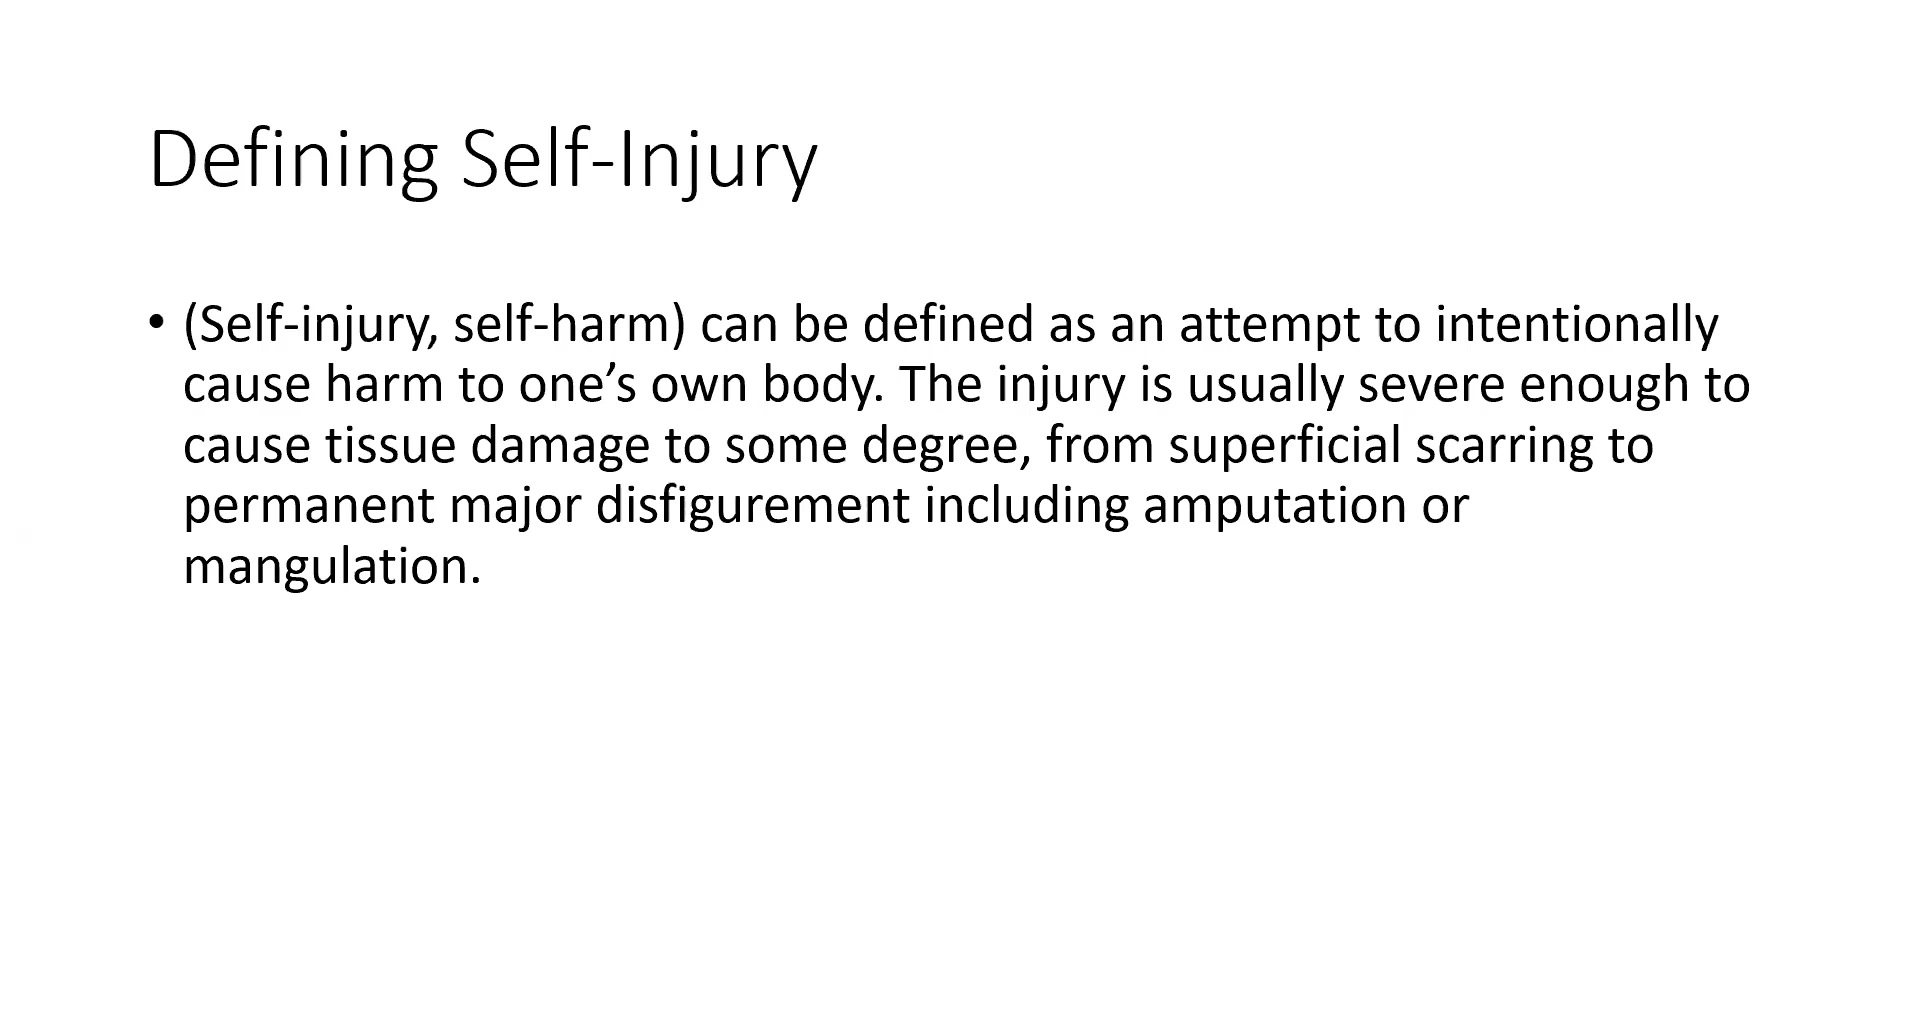 Defining Self-Injury
• (Self-injury, self-harm) can be defined as an attempt to intentionally
cause harm to one’s own body. The injury is usually severe enough to
cause tissue damage to some degree, from superficial scarring to
permanent major disfigurement including amputation or
mangulation.